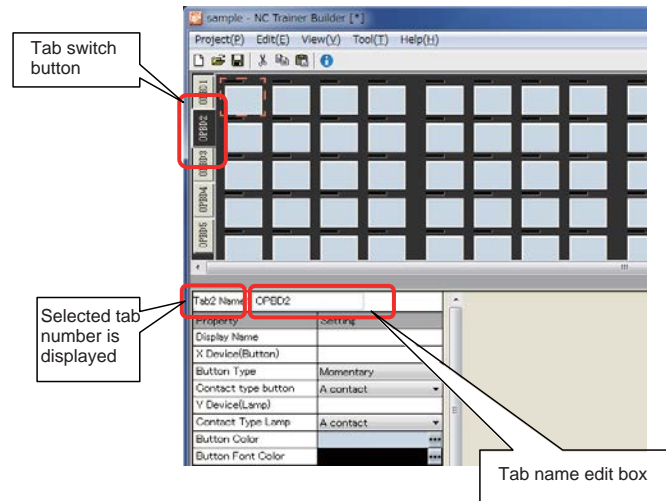 sample - NC Trainer Builder [*]
Project(P) Edit(E) View(V) Tool(T) Help(H)
Tab switch
button
OPBD1
OPBD2
OPBD3
OPBD4
OPBD5
Tab2 Name OPBD2
Selected tab
number is
displayed
Property Setting
Display Name
X Device(Button)
Button Type Momentary
Contact type button A contact
Y Device(Lamp)
Contact Type Lamp A contact
Button Color ...
Button Font Color ...
Tab name edit box